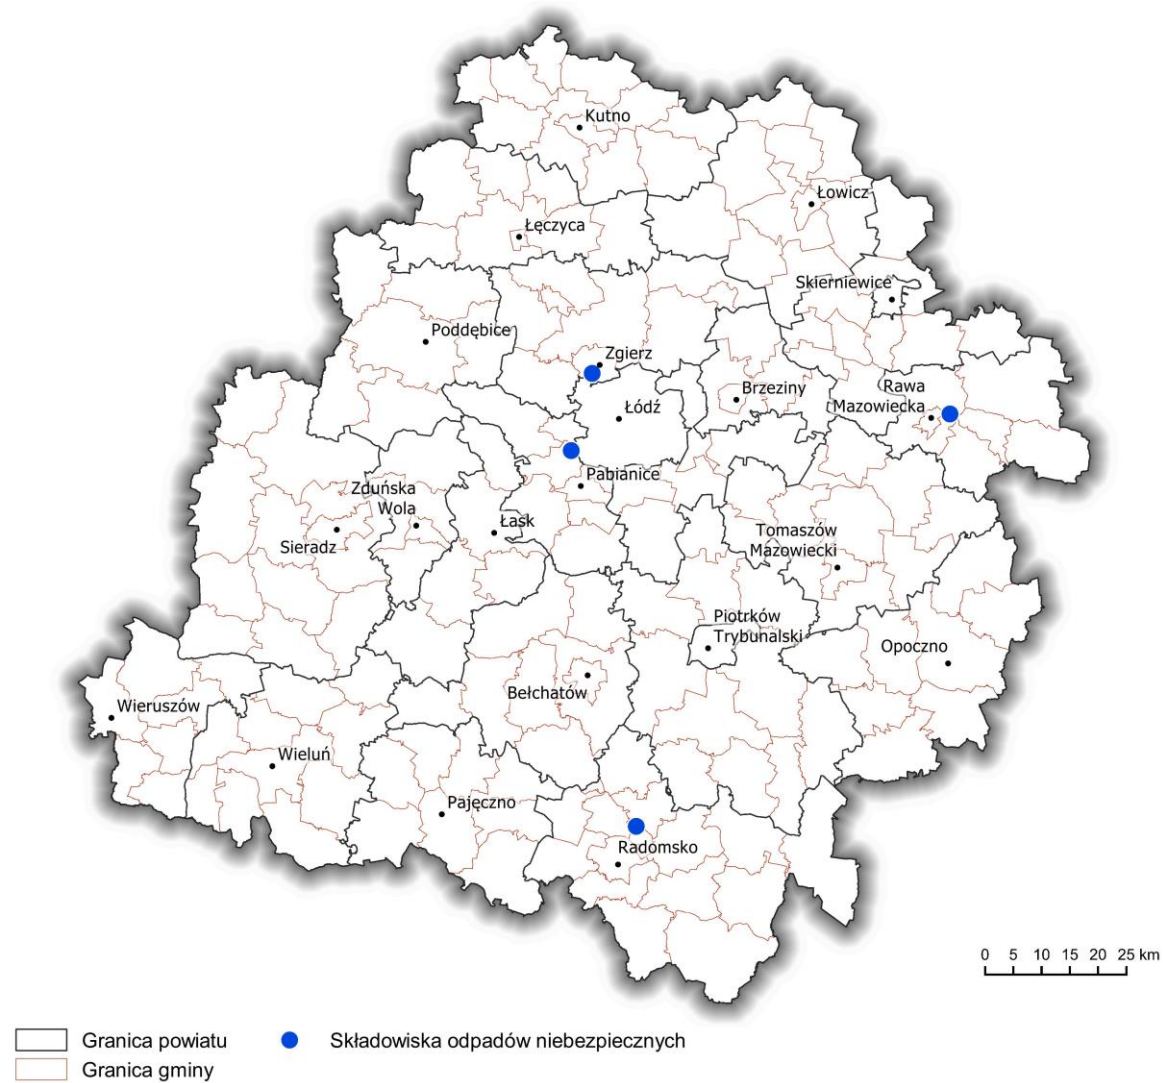 Kutno
Łowicz
Łęczyca
Skierniewice
Poddębice
Zgierz
Brzeziny
Rawa
Mazowiecka
Łódź
Pabianice
Zduńska
Wola
Łask
Sieradz
Tomaszów
Mazowiecki
Piotrków
Trybunalski
Opoczno
Bełchatów
Wieruszów
Wieluń
Pajęczno
Radomsko
0 5 10 15 20 25 km
Granica powiatu
Składowiska odpadów niebezpiecznych
Granica gminy